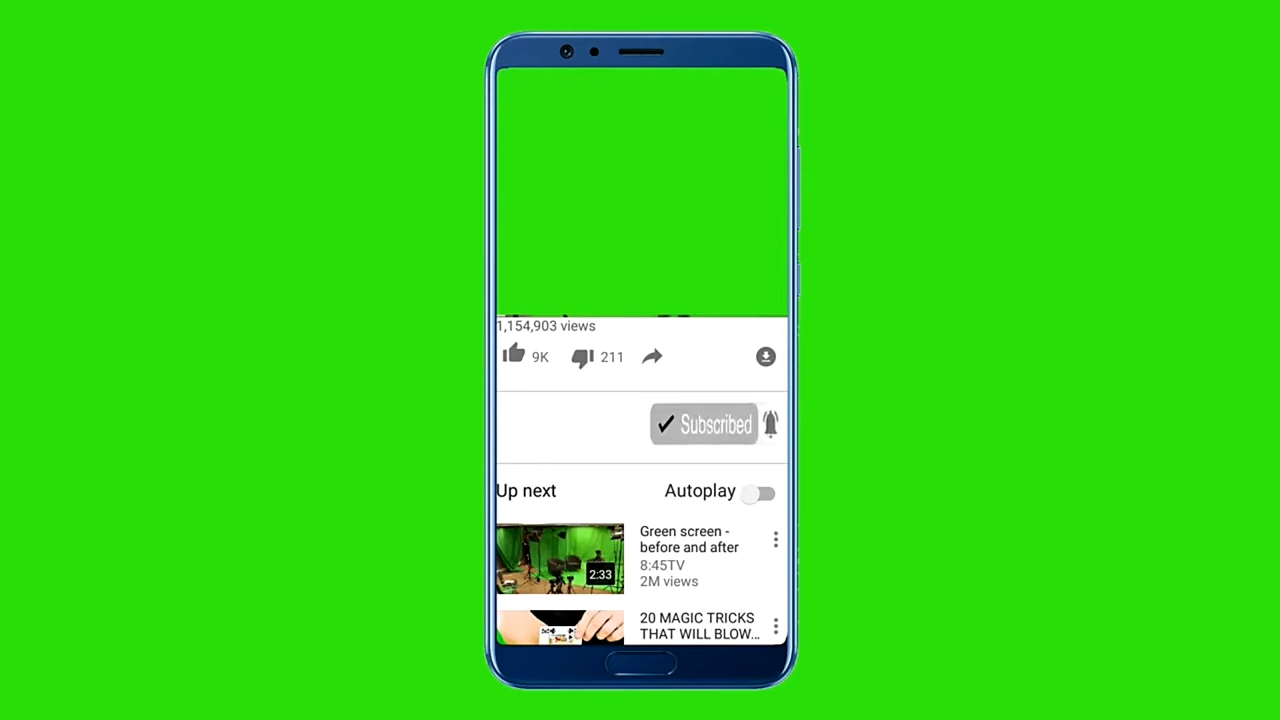 1,154,903 views
9K 211
✔ Subscribed
Up next Autoplay
Green screen -
before and after
8:45TV
2M views
2:33
20 MAGIC TRICKS
THAT WILL BLOW...